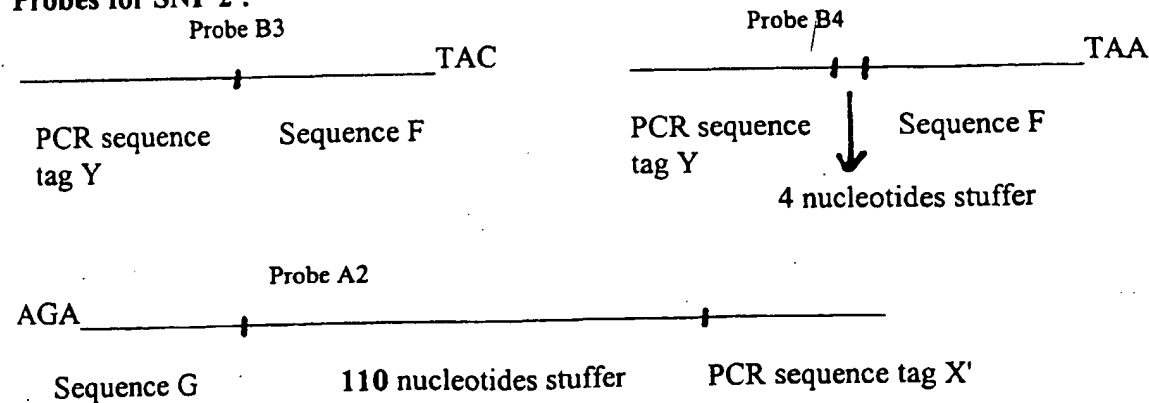 Probes for SNP 2 :
Probe B3
TAC
PCR sequence
tag Y
Sequence F
Probe B4
TAA
PCR sequence
tag Y
Sequence F
4 nucleotides stuffer
Probe A2
AGA
Sequence G
110 nucleotides stuffer
PCR sequence tag X'